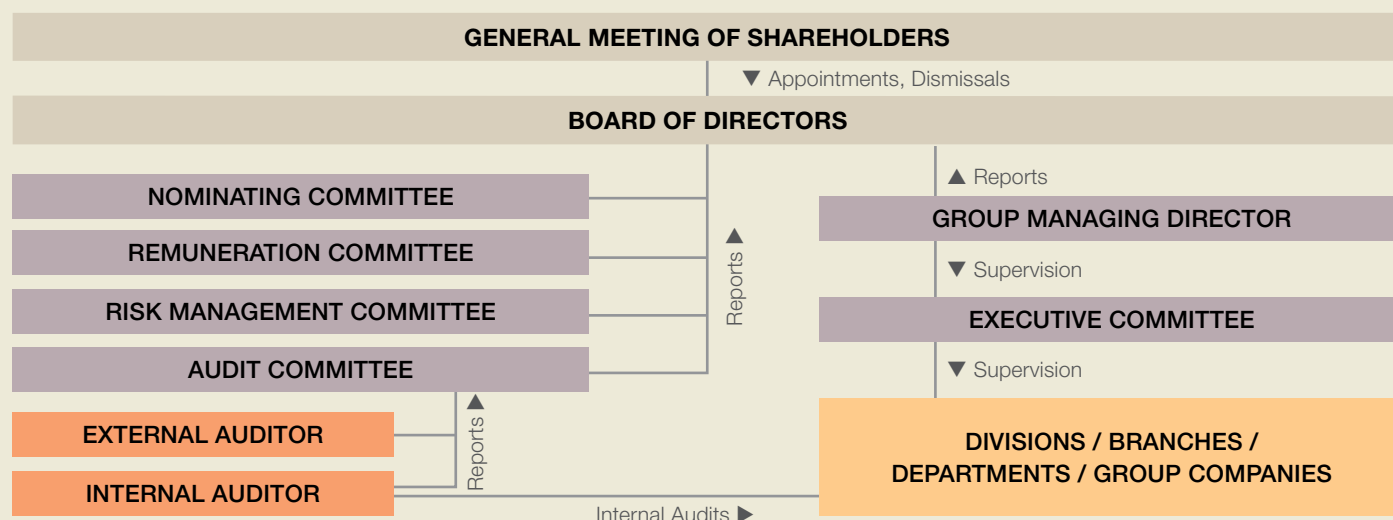 GENERAL MEETING OF SHAREHOLDERS
▼ Appointments, Dismissals
BOARD OF DIRECTORS
NOMINATING COMMITTEE
REMUNERATION COMMITTEE
RISK MANAGEMENT COMMITTEE
AUDIT COMMITTEE
Reports ▲
EXTERNAL AUDITOR
INTERNAL AUDITOR
Reports ▲
Internal Audits ▶
▲ Reports
GROUP MANAGING DIRECTOR
▼ Supervision
EXECUTIVE COMMITTEE
▼ Supervision
DIVISIONS / BRANCHES /
DEPARTMENTS / GROUP COMPANIES